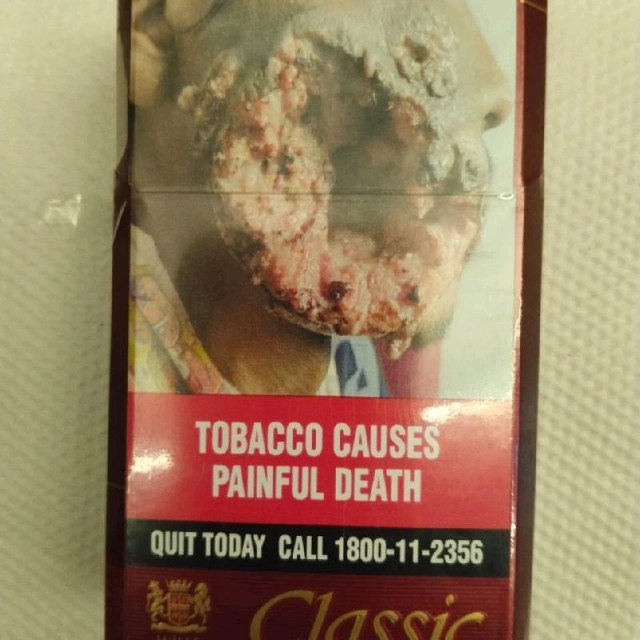 TOBACCO CAUSES
PAINFUL DEATH
QUIT TODAY CALL 1800-11-2356
Classic